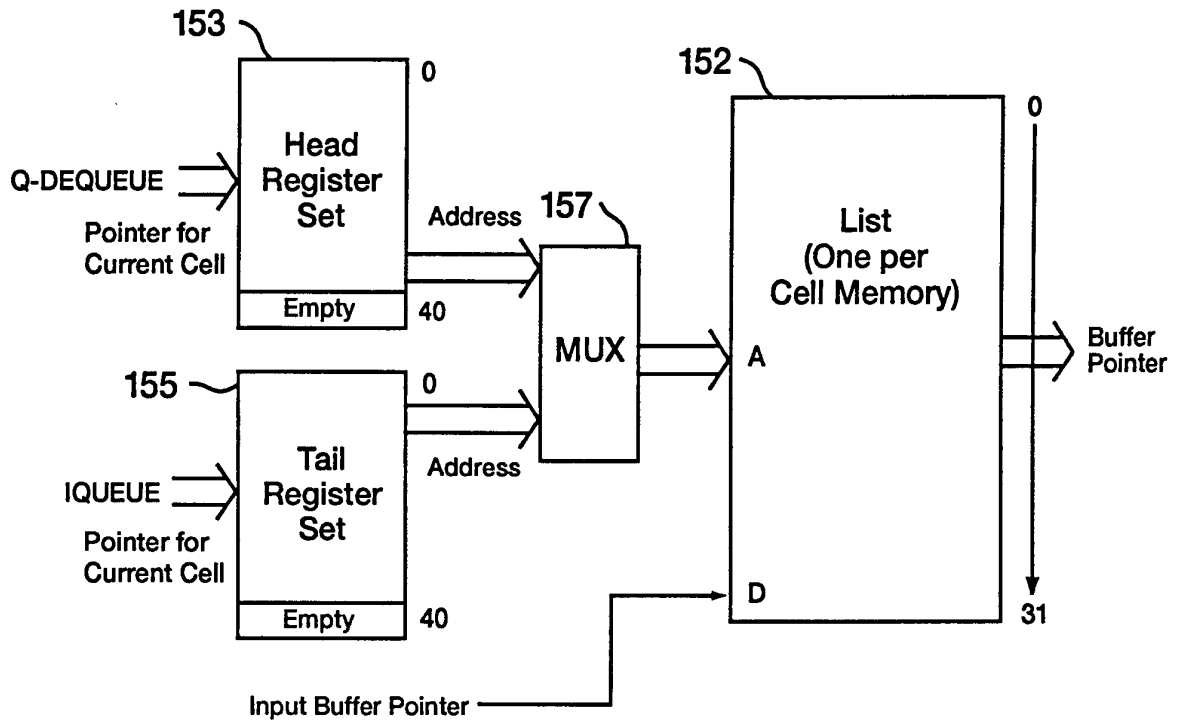 153
0
Head
Register
Set
Q-DEQUEUE
Pointer for
Current Cell
Empty
40
Address
157
MUX
155
0
Tail
Register
Set
Address
IQUEUE
Pointer for
Current Cell
Empty
40
152
0
List
(One per
Cell Memory)
A
D
31
Buffer
Pointer
Input Buffer Pointer